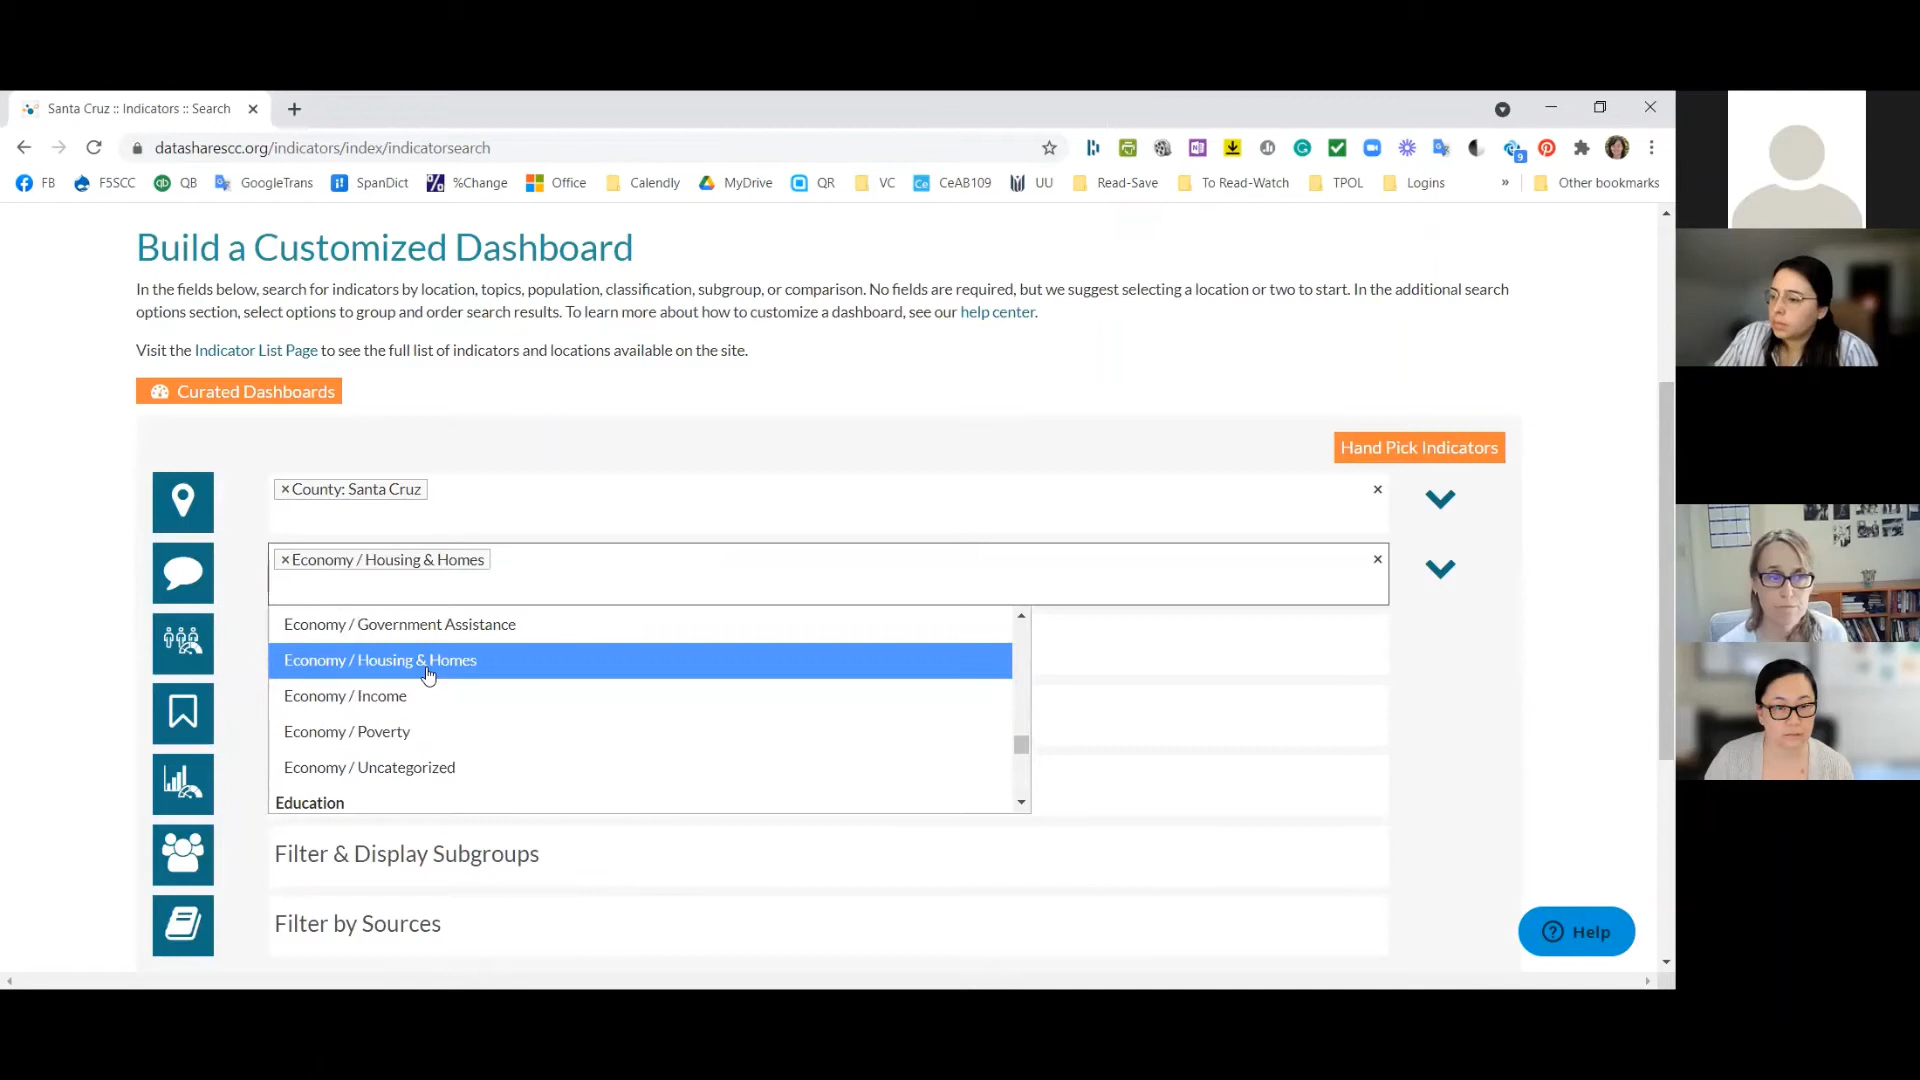 Santa Cruz :: Indicators :: Search
datasharescc.org/indicators/index/indicatorsearch
9
FB F5SCC QB GoogleTrans SpanDict %Change Office Calendly MyDrive QR VC CeAB109 UU Read-Save To Read-Watch TPOL Logins » Other bookmarks
Build a Customized Dashboard
In the fields below, search for indicators by location, topics, population, classification, subgroup, or comparison. No fields are required, but we suggest selecting a location or two to start. In the additional search
options section, select options to group and order search results. To learn more about how to customize a dashboard, see our help center.
Visit the Indicator List Page to see the full list of indicators and locations available on the site.
Curated Dashboards
Hand Pick Indicators
×County: Santa Cruz
×Economy / Housing & Homes
Economy / Government Assistance
Economy / Housing & Homes
Economy / Income
Economy / Poverty
Economy / Uncategorized
Education
Filter & Display Subgroups
Filter by Sources
Help